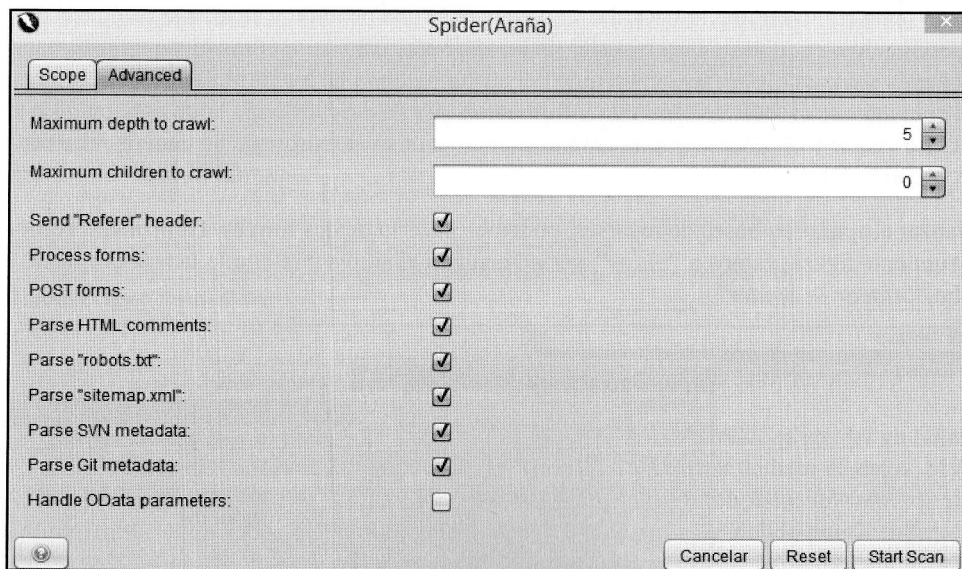 Spider(Araña)
Scope Advanced
Maximum depth to crawl: 5
Maximum children to crawl: 0
Send "Referer" header:
Process forms:
POST forms:
Parse HTML comments:
Parse "robots.txt":
Parse "sitemap.xml":
Parse SVN metadata:
Parse Git metadata:
Handle OData parameters:
Cancelar Reset Start Scan